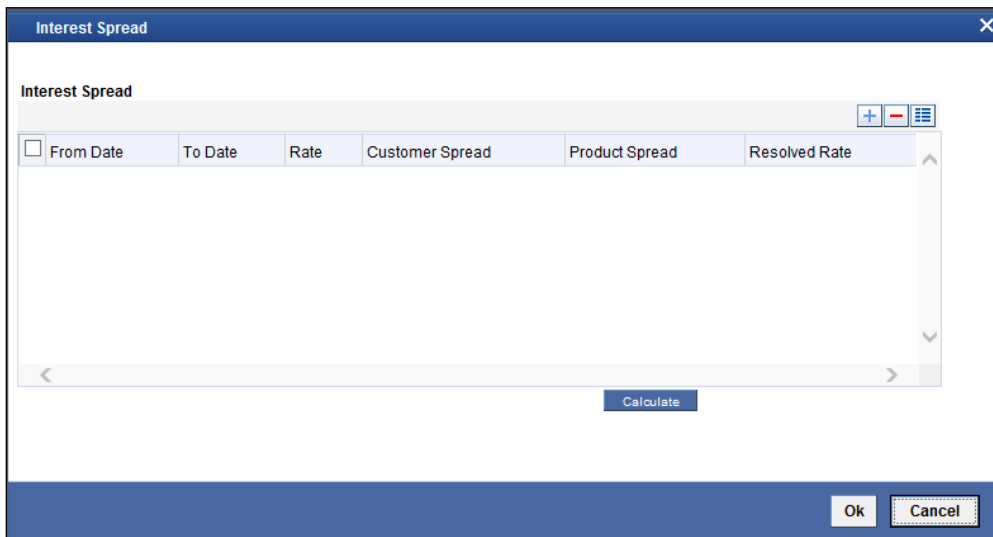 Interest Spread
Interest Spread
From Date To Date Rate Customer Spread Product Spread Resolved Rate
Calculate
Ok Cancel